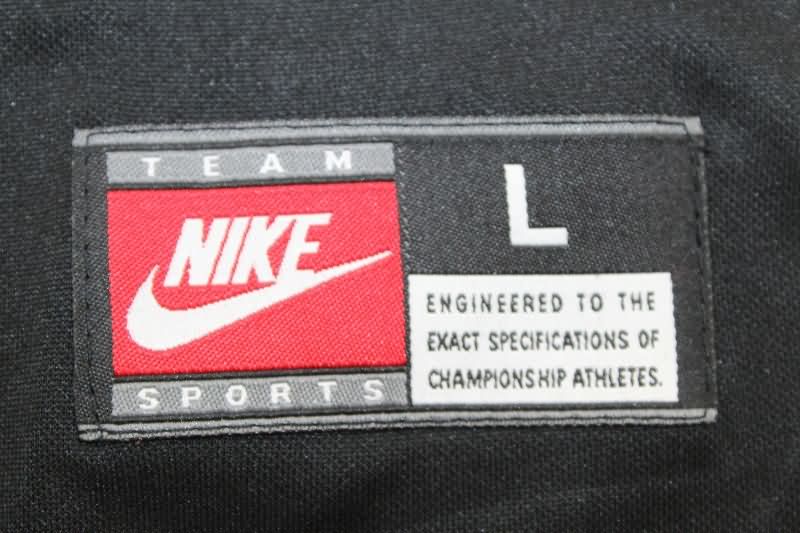 TEAM
NIKE
SPORTS
L
ENGINEERED TO THE
EXACT SPECIFICATIONS OF
CHAMPIONSHIP ATHLETES.